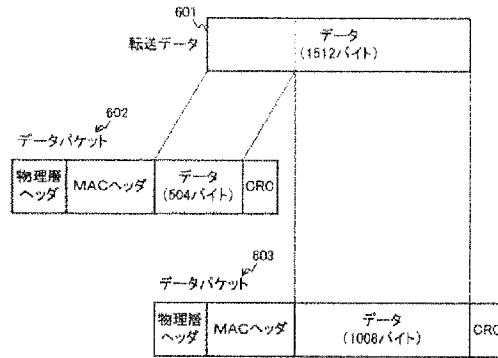 601
転送データ
データ
(1512バイト)
602
データパケット
物理層
ヘッダ
MACヘッダ
データ
(504バイト)
CRC
603
データパケット
物理層
ヘッダ
MACヘッダ
データ
(1008バイト)
CRC